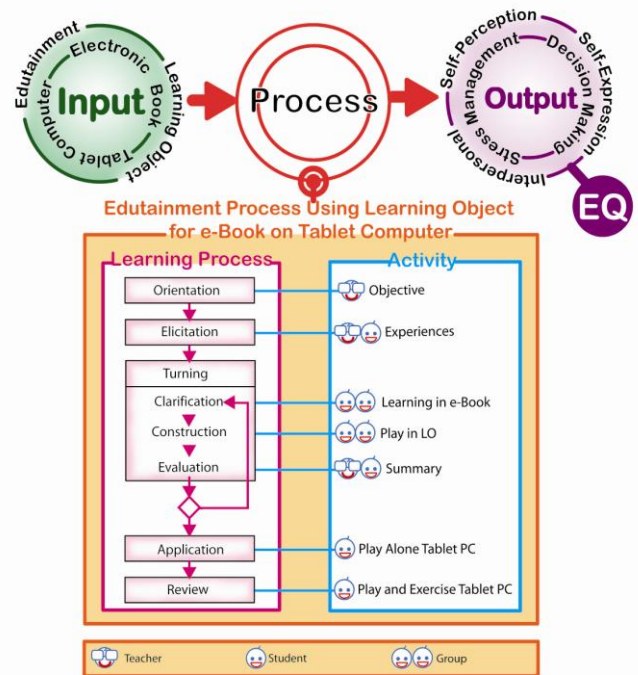 Edutainment
Learning Object
Electronic Book
Tablet Computer
Input
Process
Self-Perception
Self-Expression
Interpersonal
Decision Making
Stress Management
Output
EQ
Edutainment Process Using Learning Object
for e-Book on Tablet Computer
Learning Process
Activity
Orientation
Objective
Elicitation
Experiences
Turning
Clarification
Learning in e-Book
Construction
Play in LO
Evaluation
Summary
Application
Play Alone Tablet PC
Review
Play and Exercise Tablet PC
Teacher
Student
Group